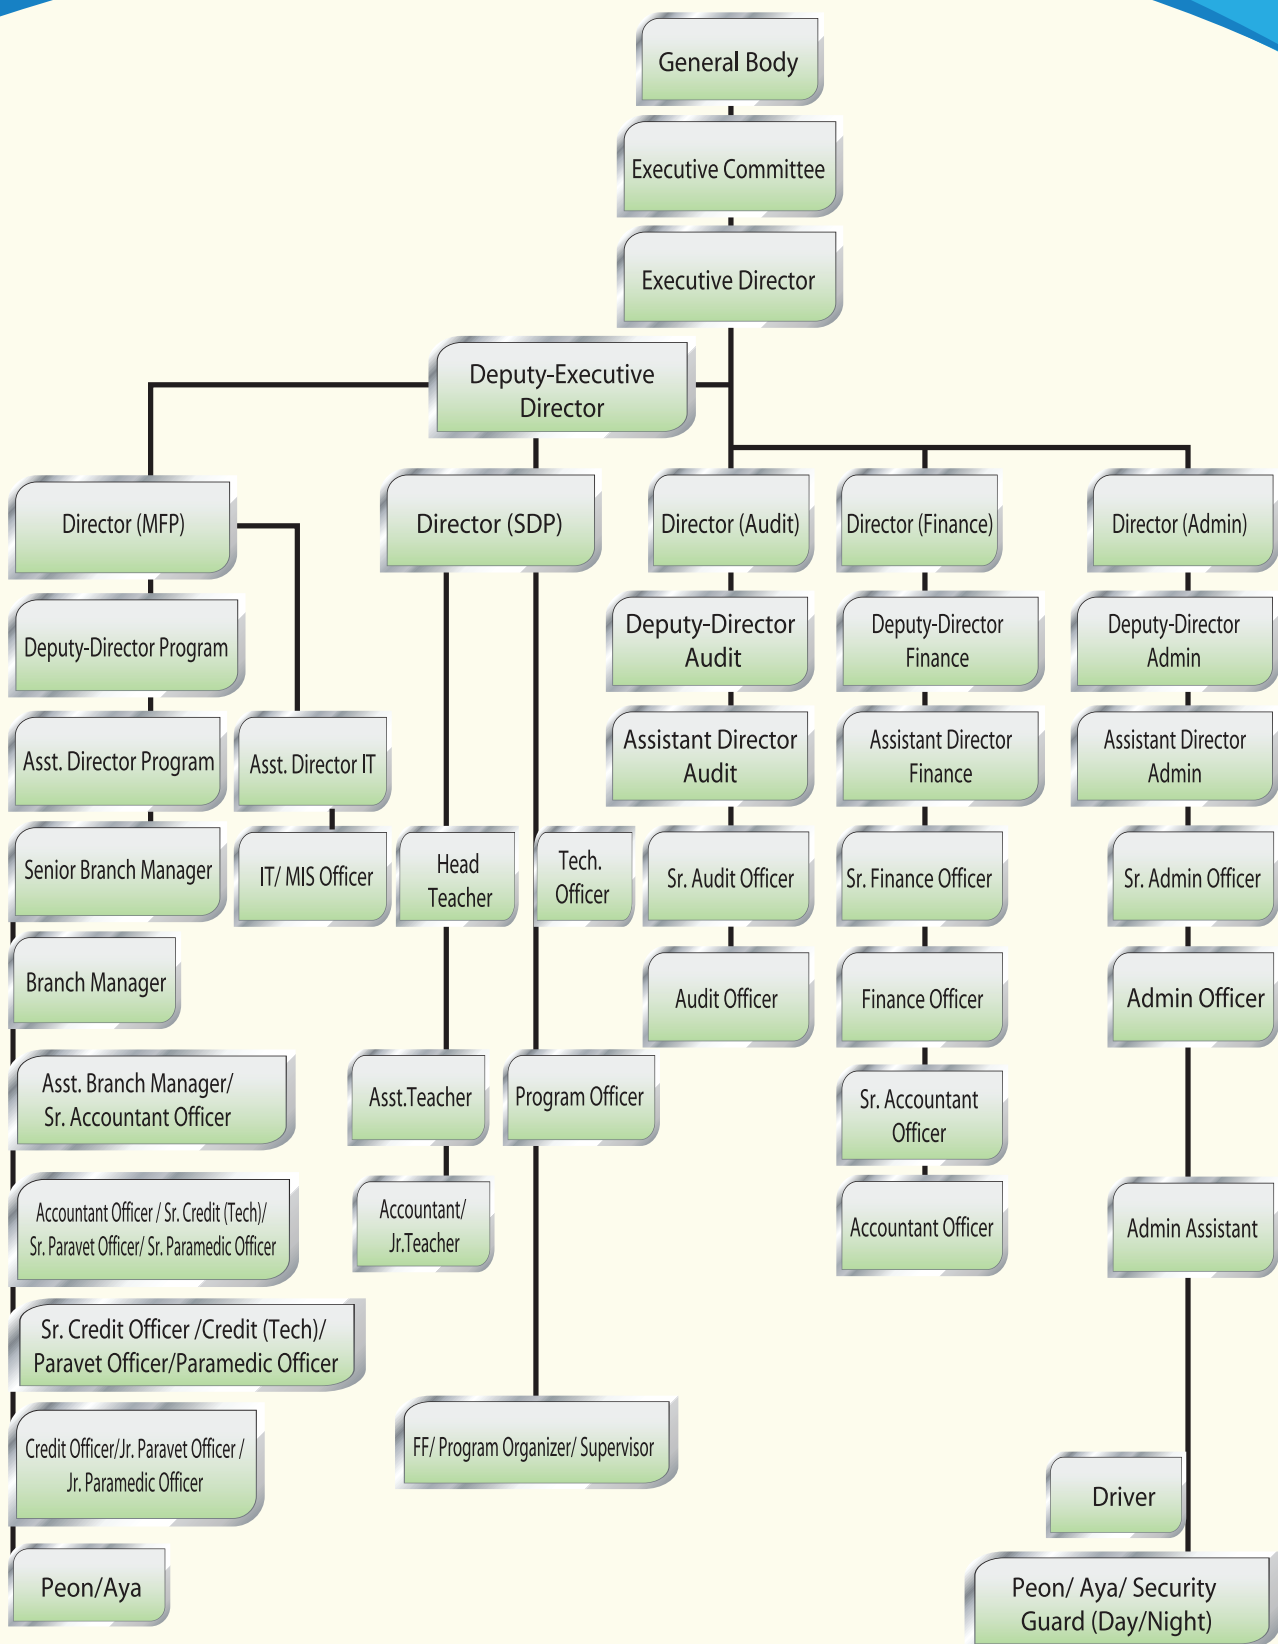 General Body
Executive Committee
Executive Director
Deputy-Executive
Director
Director (MFP)
Director (SDP)
Director (Audit)
Director (Finance)
Director (Admin)
Deputy-Director Program
Deputy-Director
Audit
Deputy-Director
Finance
Deputy-Director
Admin
Asst. Director Program
Asst. Director IT
Assistant Director
Audit
Assistant Director
Finance
Assistant Director
Admin
Senior Branch Manager
IT/ MIS Officer
Head
Teacher
Tech.
Officer
Sr. Audit Officer
Sr. Finance Officer
Sr. Admin Officer
Branch Manager
Audit Officer
Finance Officer
Admin Officer
Asst. Branch Manager/
Sr. Accountant Officer
Asst.Teacher
Program Officer
Sr. Accountant
Officer
Accountant Officer / Sr. Credit (Tech)/
Sr. Paravet Officer/ Sr. Paramedic Officer
Accountant/
Jr.Teacher
Accountant Officer
Admin Assistant
Sr. Credit Officer /Credit (Tech)/
Paravet Officer/Paramedic Officer
Credit Officer/Jr. Paravet Officer /
Jr. Paramedic Officer
FF/ Program Organizer/ Supervisor
Driver
Peon/Aya
Peon/ Aya/ Security
Guard (Day/Night)